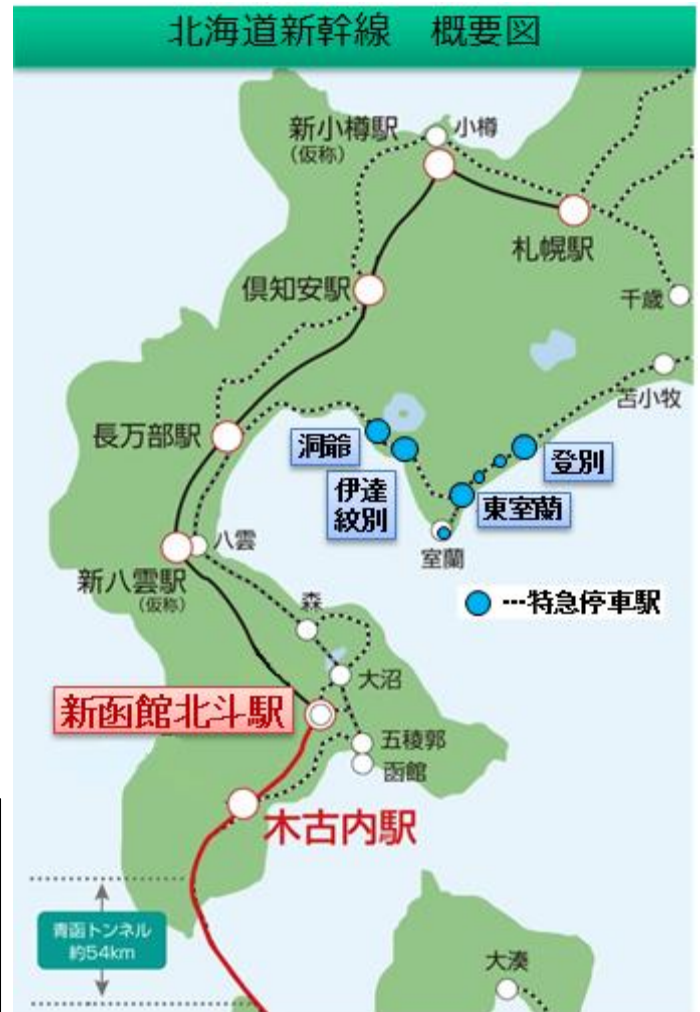 北海道新幹線 概要図
新小樽駅
(仮称)
小樽
札幌駅
倶知安駅
千歳
苫小牧
長万部駅
洞爺
伊達
紋別
登別
東室蘭
室蘭
八雲
新八雲駅
(仮称)
…特急停車駅
森
大沼
新函館北斗駅
五稜郭
函館
木古内駅
青函トンネル
約54km
大湊